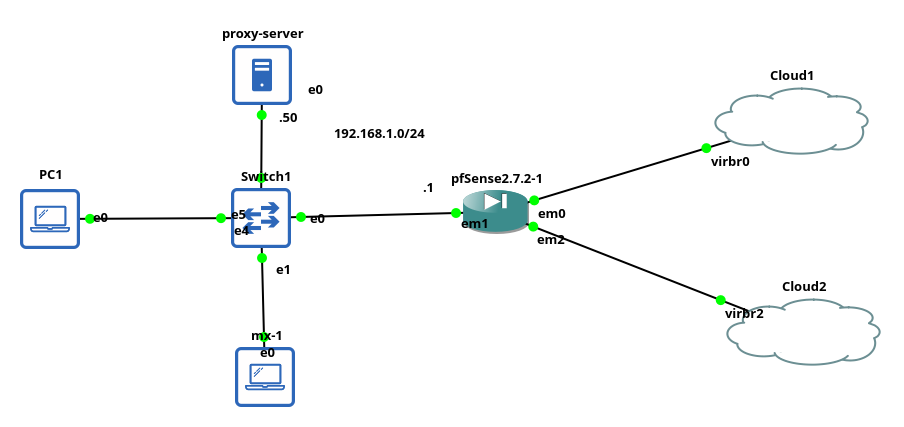 proxy-server
e0
.50
Cloud1
192.168.1.0/24
virbr0
PC1
Switch1
.1
pfSense2.7.2-1
e0
e5
e4
e0
em1
em0
em2
e1
Cloud2
virbr2
mx-1
e0